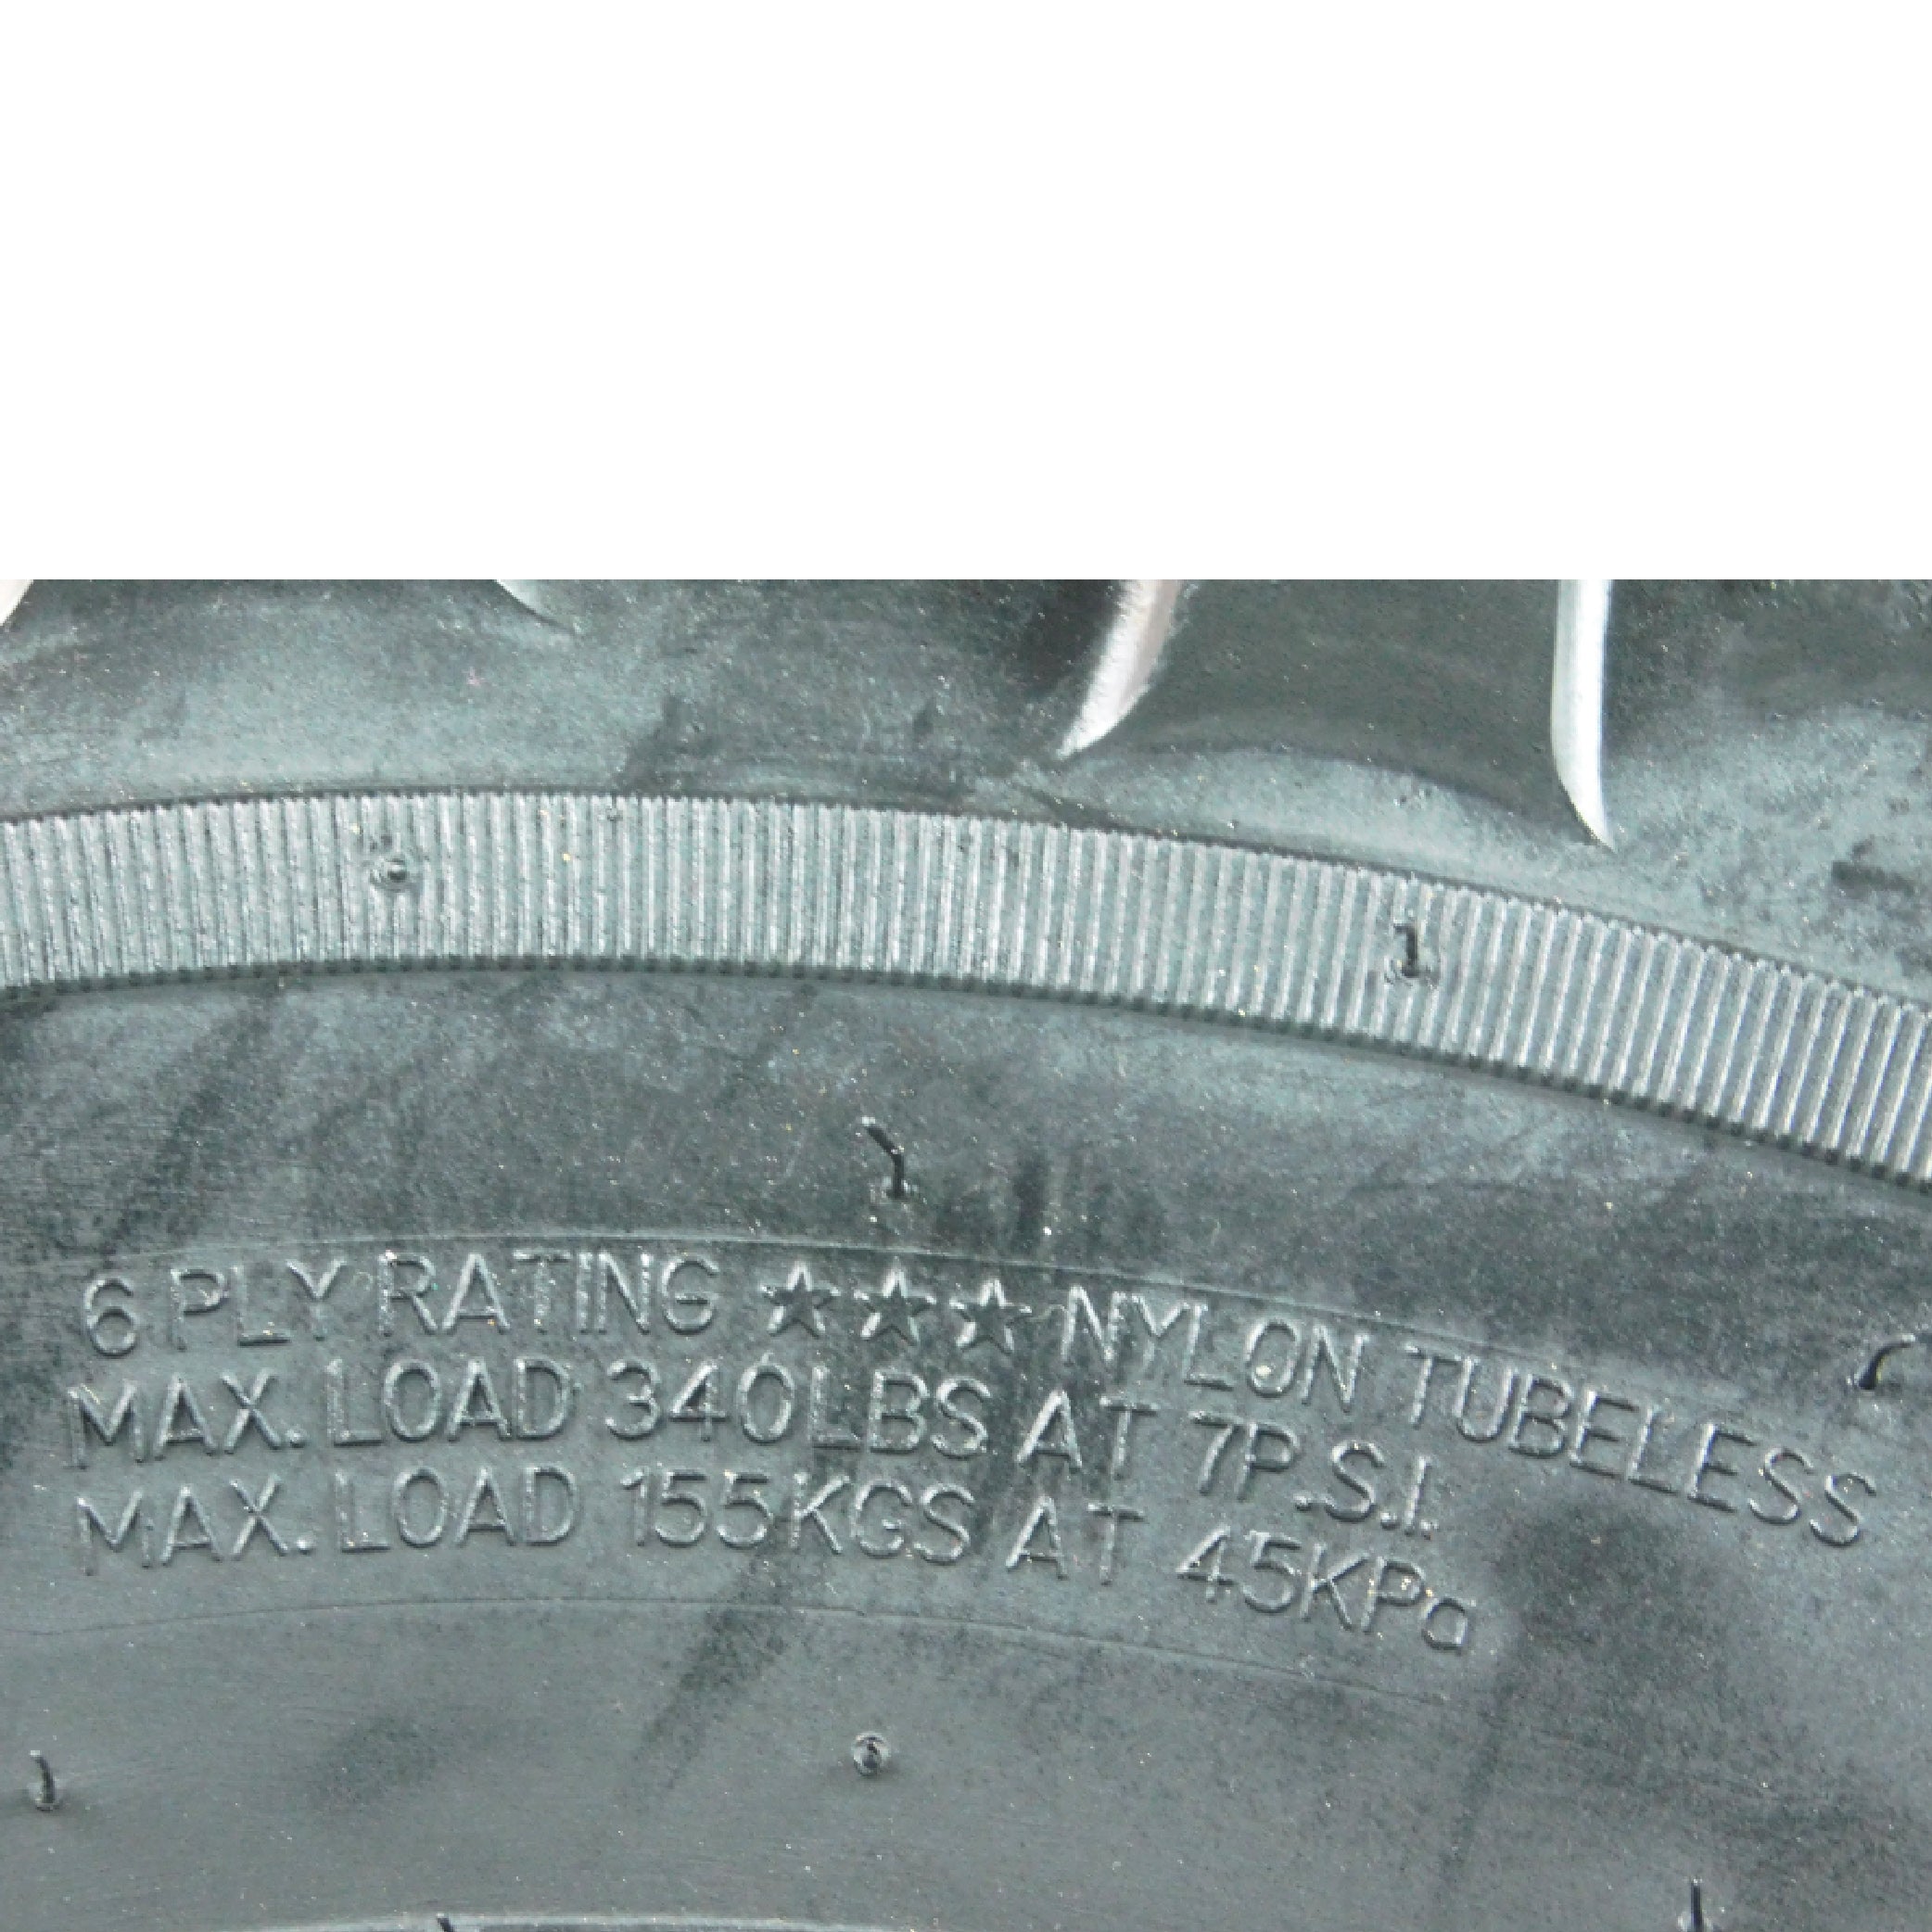 6 PLY RATING ★★★ NYLON TUBELESS
MAX. LOAD 340LBS AT 7P.S.I.
MAX. LOAD 155KGS AT 45KPa